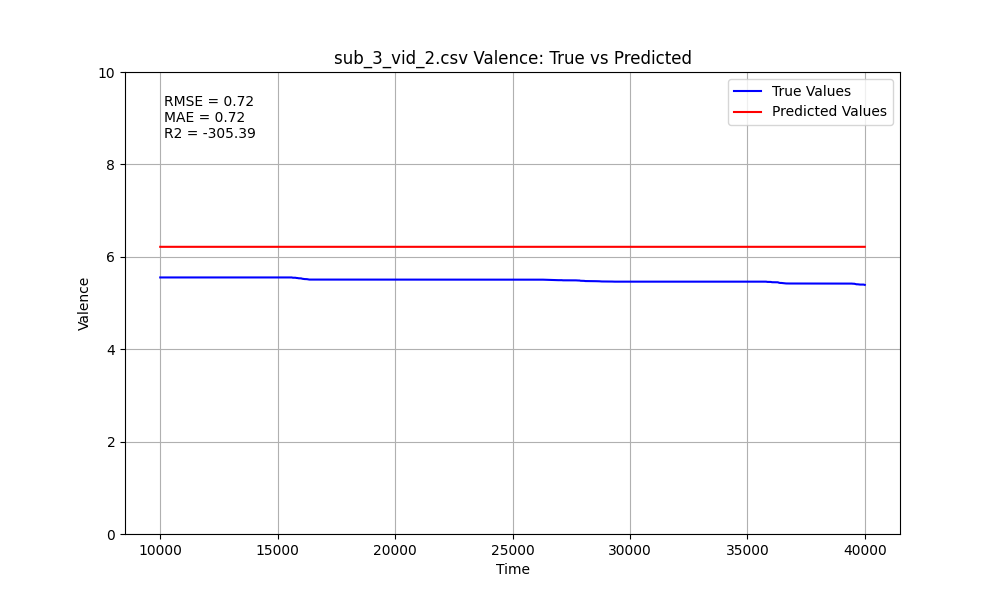 sub_3_vid_2.csv Valence: True vs Predicted
RMSE = 0.72
MAE = 0.72
R2 = -305.39
True Values
Predicted Values
Valence
10
8
6
4
2
0
10000 15000 20000 25000 30000 35000 40000
Time